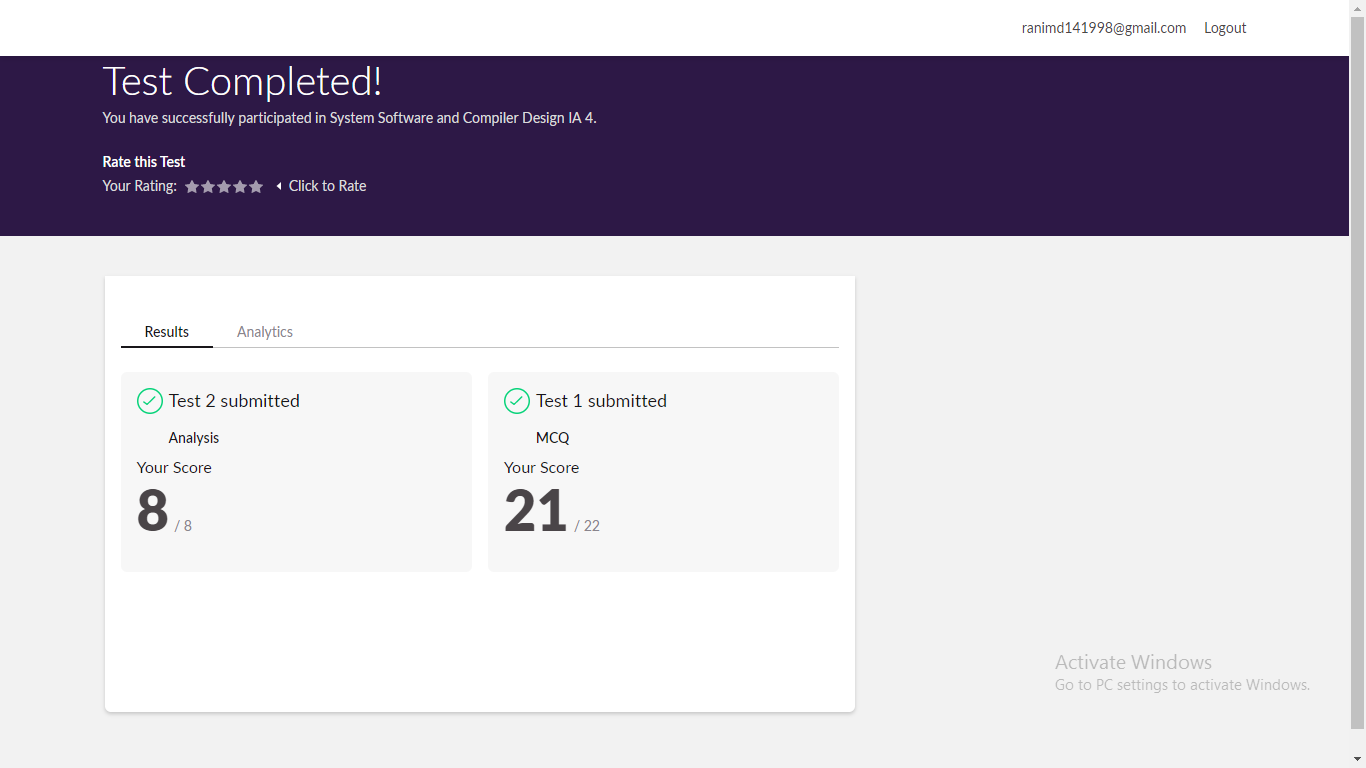 ranimd141998@gmail.com Logout
Test Completed!
You have successfully participated in System Software and Compiler Design IA 4.
Rate this Test
Your Rating: Click to Rate
Results Analytics
Test 2 submitted
Analysis
Your Score
8 / 8
Test 1 submitted
MCQ
Your Score
21 / 22
Activate Windows
Go to PC settings to activate Windows.